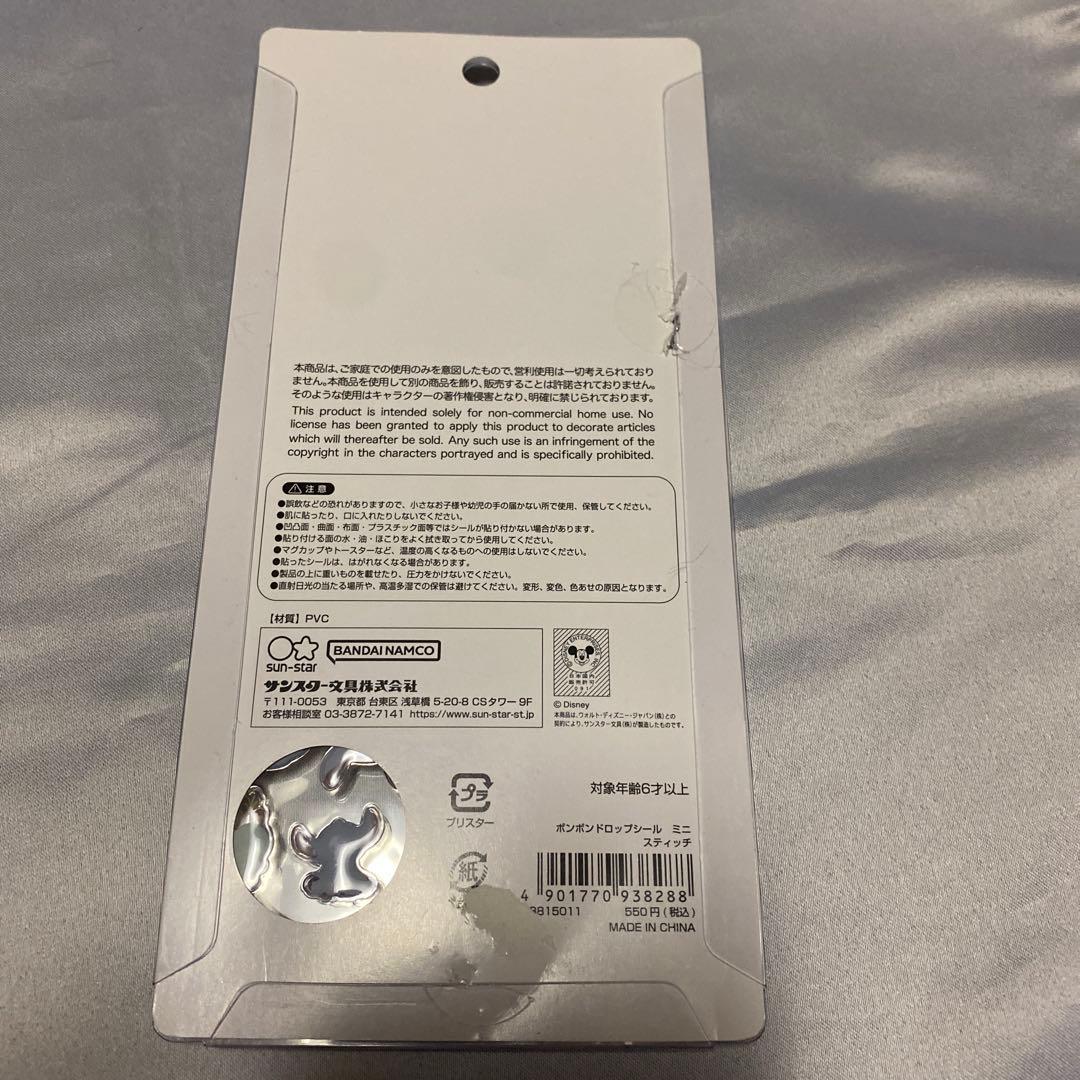 本商品は、ご家庭での使用のみを意図したもので、営利使用は一切考えられており
ません。本商品を使用して別の商品を飾り、販売することは許諾されておりません。
そのような使用はキャラクターの著作権侵害となり、明確に禁じられております。
This product is intended solely for non-commercial home use. No
license has been granted to apply this product to decorate articles
which will thereafter be sold. Any such use is an infringement of the
copyright in the characters portrayed and is specifically prohibited.
注意
●誤飲などの恐れがありますので、小さなお子様や幼児の手の届かない所で使用、保管してください。
●肌に貼ったり、口に入れたりしないでください。
●凹凸面・曲面・布面・プラスチック面等ではシールが貼り付かない場合があります。
●貼り付ける面の水・油・ほこりをよく拭き取ってから使用してください。
●マグカップやトースターなど、温度の高くなるものへの使用はしないでください。
●貼ったシールは、はがれなくなる場合があります。
●製品の上に重いものを載せたり、圧力をかけないでください。
●直射日光の当たる場所や、高温多湿での保管は避けてください。変形、変色、色あせの原因となります。
【材質】PVC
sun-star
BANDAI NAMCO
サンスター文具株式会社
〒111-0053 東京都 台東区 浅草橋 5-20-8 CSタワー 9F
お客様相談室 03-3872-7141 https://www.sun-star-st.jp
©DISNEY ENTERPRISES INC.
日本国内
販売許可
091
© Disney
本商品は、ウォルト・ディズニー・ジャパン(株)との
契約により、サンスター文具(株)が製造したものです。
プラ
ブリスター
紙
対象年齢6才以上
ボンボンドロップシール ミニ
スティッチ
4 901770 938288
3815011 550円(税込)
MADE IN CHINA